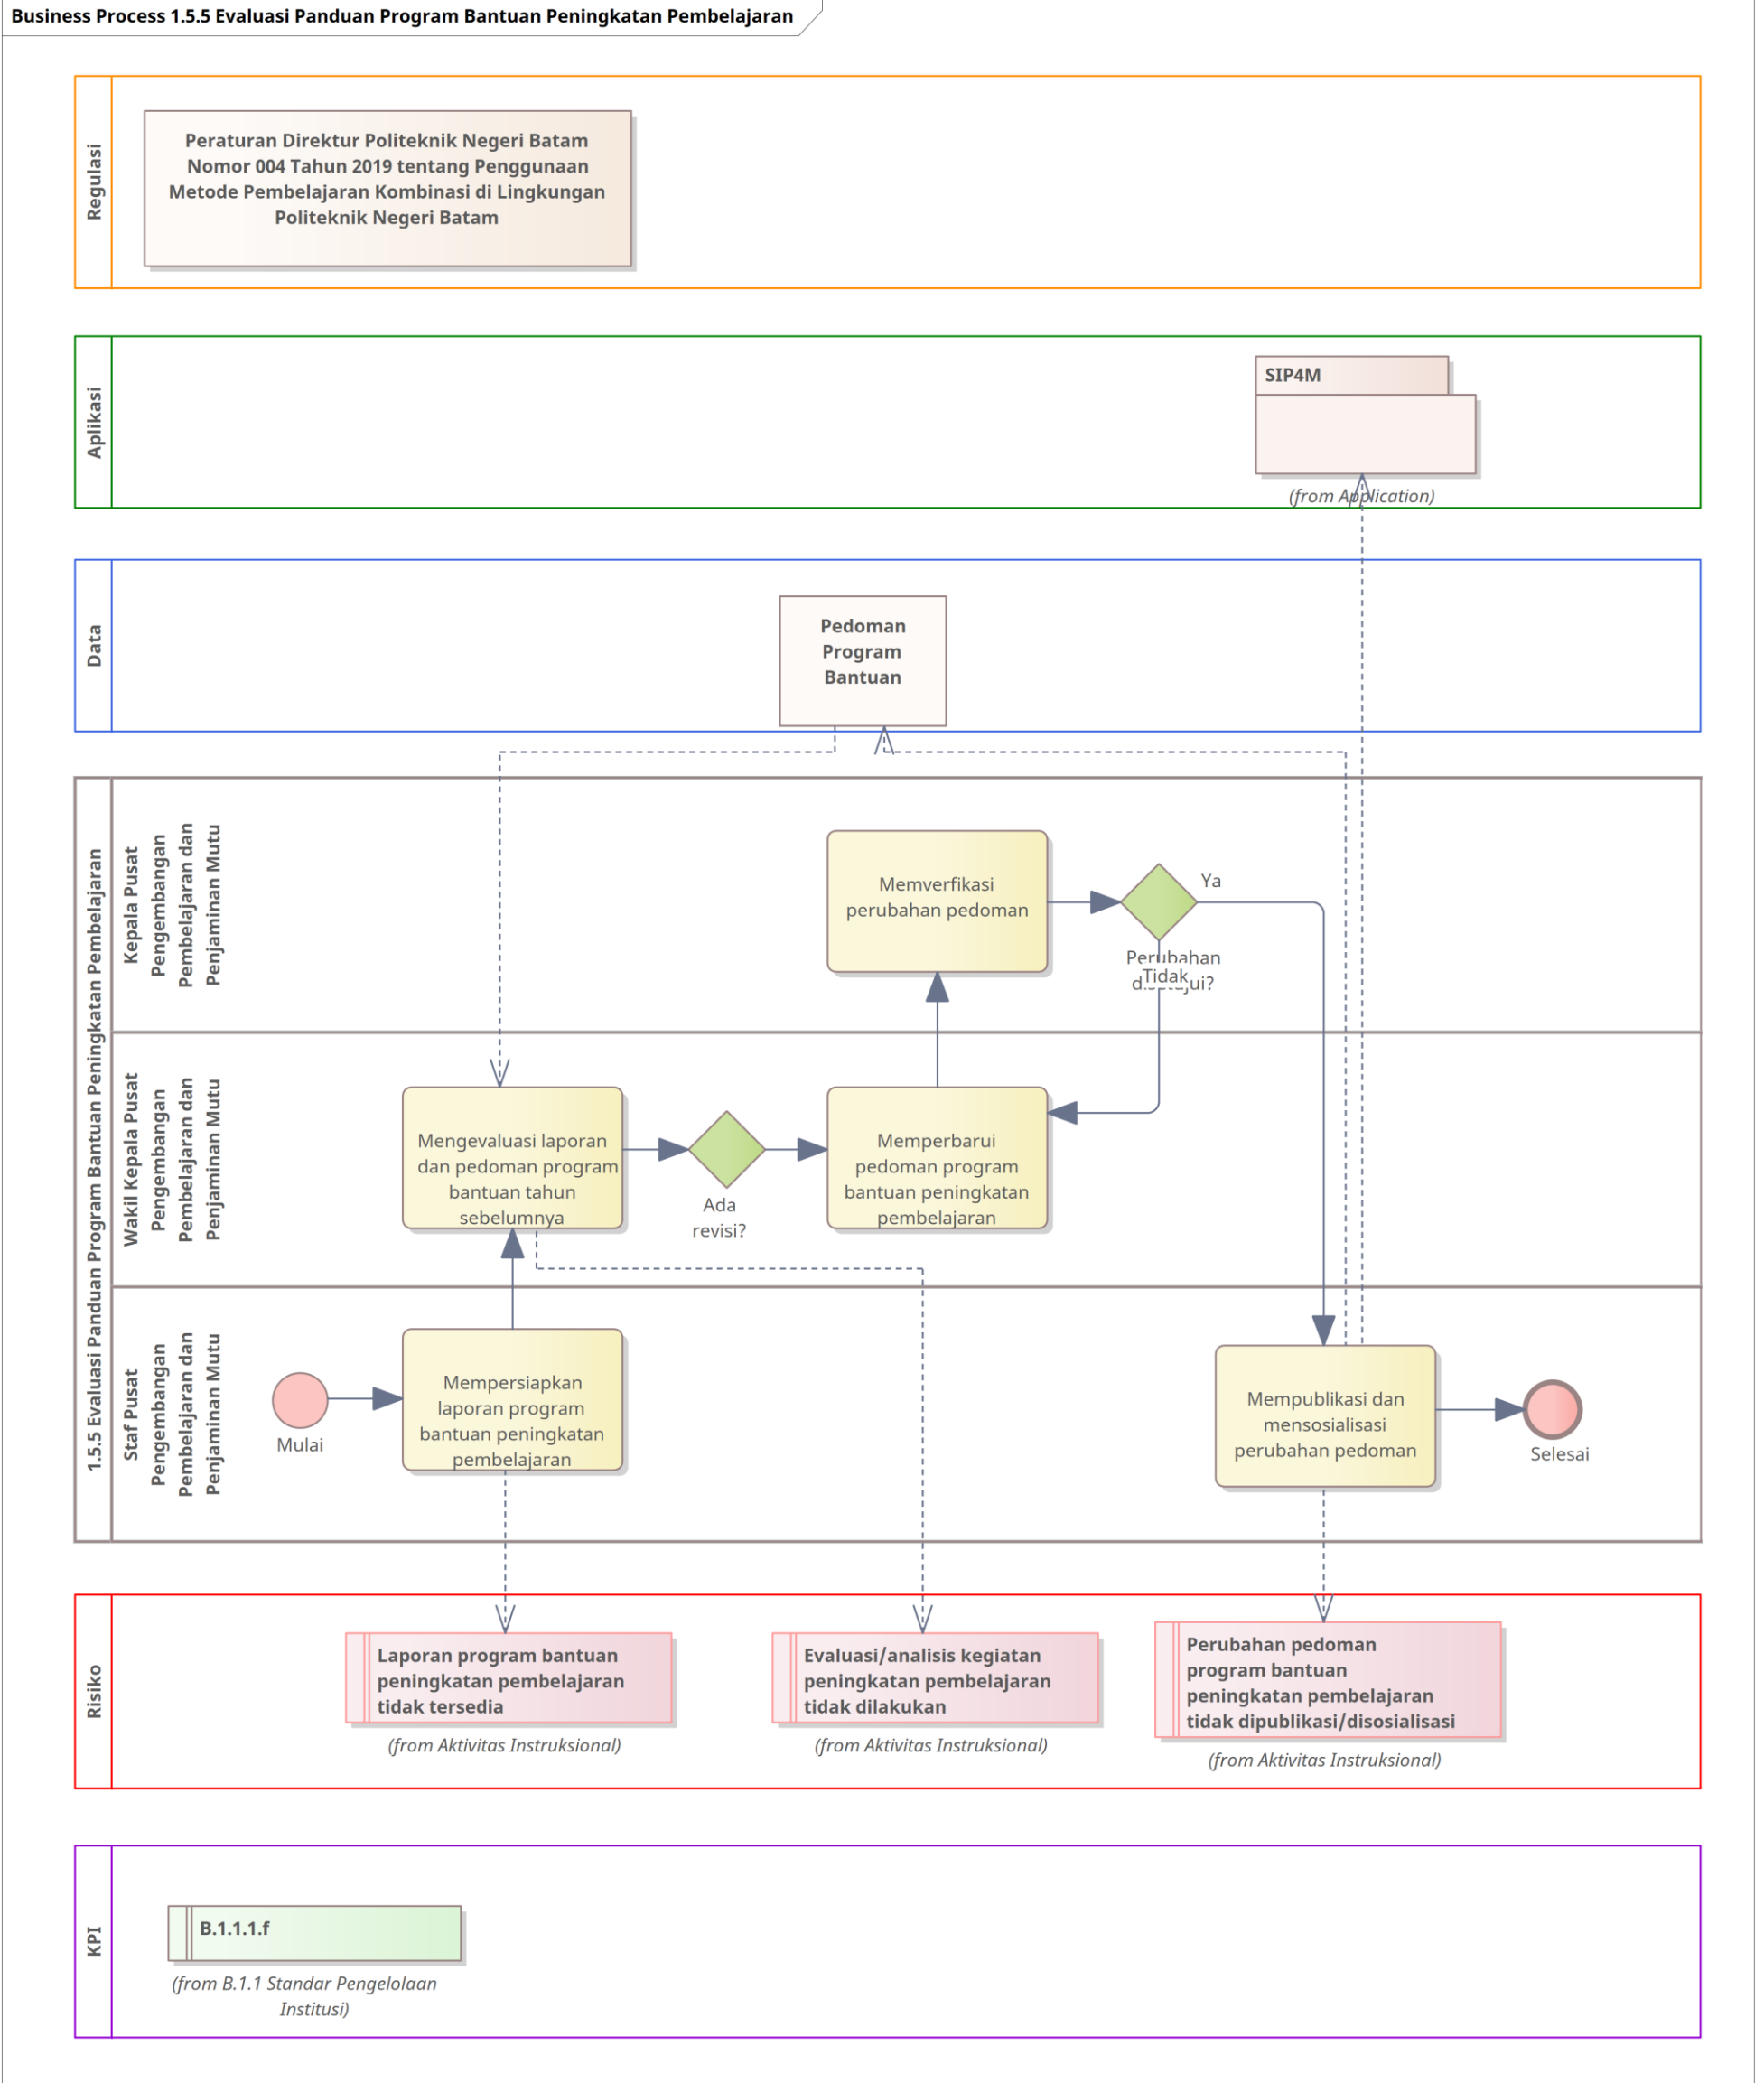 Business Process 1.5.5 Evaluasi Panduan Program Bantuan Peningkatan Pembelajaran
Regulasi
Peraturan Direktur Politeknik Negeri Batam
Nomor 004 Tahun 2019 tentang Penggunaan
Metode Pembelajaran Kombinasi di Lingkungan
Politeknik Negeri Batam
Aplikasi
SIP4M
(from Application)
Data
Pedoman
Program
Bantuan
1.5.5 Evaluasi Panduan Program Bantuan Peningkatan Pembelajaran
Kepala Pusat
Pengembangan
Pembelajaran dan
Penjaminan Mutu
Memverfikasi
perubahan pedoman
Ya
Perubahan
Tidak
Wakil Kepala Pusat
Pengembangan
Pembelajaran dan
Penjaminan Mutu
Mengevaluasi laporan
dan pedoman program
bantuan tahun
sebelumnya
Ada
revisi?
Memperbarui
pedoman program
bantuan peningkatan
pembelajaran
Staf Pusat
Pengembangan
Pembelajaran dan
Penjaminan Mutu
Mulai
Mempersiapkan
laporan program
bantuan peningkatan
pembelajaran
Mempublikasi dan
mensosialisasi
perubahan pedoman
Selesai
Risiko
Laporan program bantuan
peningkatan pembelajaran
tidak tersedia
(from Aktivitas Instruksional)
Evaluasi/analisis kegiatan
peningkatan pembelajaran
tidak dilakukan
(from Aktivitas Instruksional)
Perubahan pedoman
program bantuan
peningkatan pembelajaran
tidak dipublikasi/disosialisasi
(from Aktivitas Instruksional)
KPI
B.1.1.1.f
(from B.1.1 Standar Pengelolaan
Institusi)